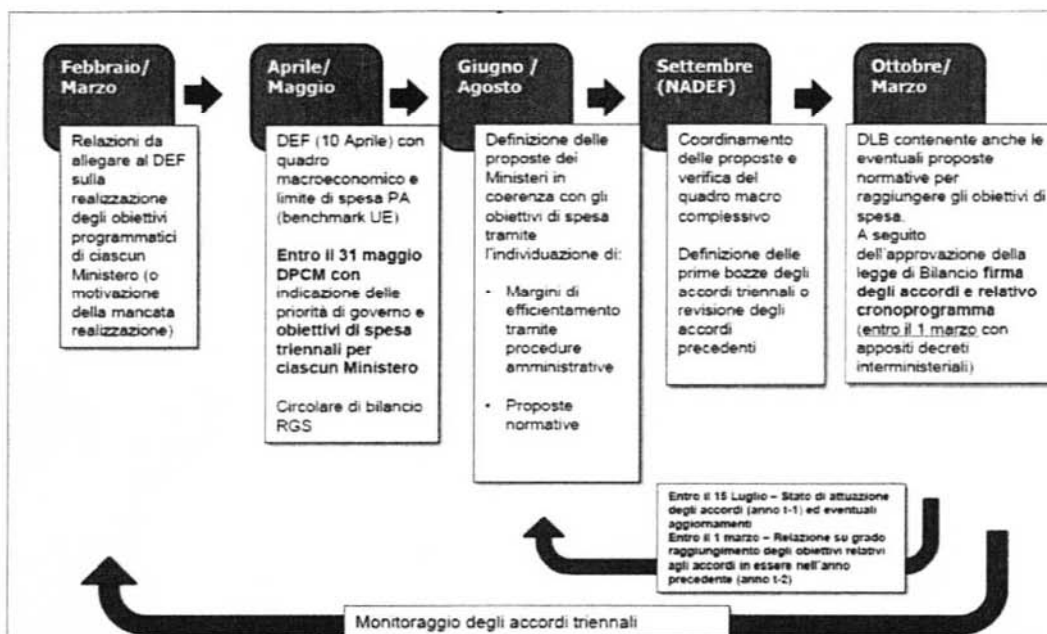 Febbraio/
Marzo
Relazioni da
allegare al DEF
sulla
realizzazione
degli obiettivi
programmatici
di ciascun
Ministero (o
motivazione
della mancata
realizzazione)
Aprile/
Maggio
DEF (10 Aprile) con
quadro
macroeconomico e
limite di spesa PA
(benchmark UE)
Entro il 31 maggio
DPCM con
indicazione delle
priorità di governo e
obiettivi di spesa
triennali per
ciascun Ministero
Circolare di bilancio
RGS
Giugno /
Agosto
Definizione delle
proposte dei
Ministeri in
coerenza con gli
obiettivi di spesa
tramite
l'individuazione di:
- Margini di
efficientamento
tramite
procedure
amministrative
- Proposte
normative
Settembre
(NADEF)
Coordinamento
delle proposte e
verifica del
quadro macro
complessivo
Definizione delle
prime bozze degli
accordi triennali o
revisione degli
accordi
precedenti
Ottobre/
Marzo
DLB contenente anche le
eventuali proposte
normative per
raggiungere gli obiettivi di
spesa.
A seguito
dell'approvazione della
legge di Bilancio firma
degli accordi e relativo
cronoprogramma
(entro il 1 marzo con
appositi decreti
interministeriali)
Entro il 15 Luglio – Stato di attuazione
degli accordi (anno t-1) ed eventuali
aggiornamenti
Entro il 1 marzo – Relazione su grado
raggiungimento degli obiettivi relativi
agli accordi in essere nell'anno
precedente (anno t-2)
Monitoraggio degli accordi triennali